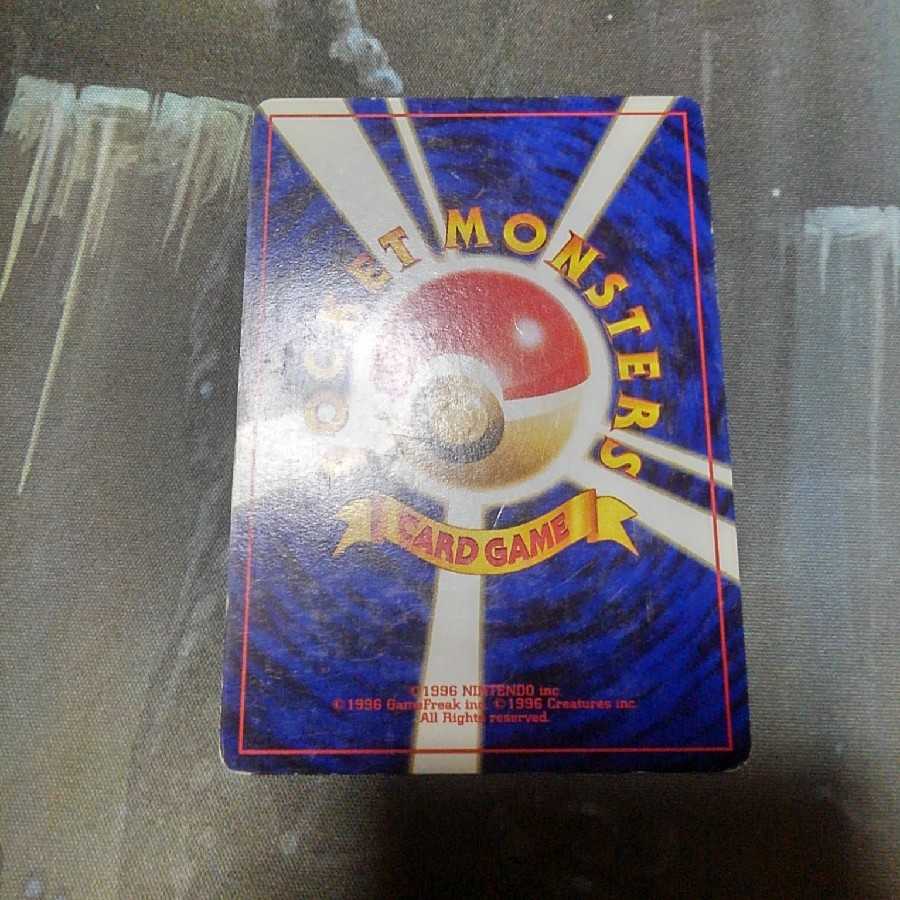 POCKET MONSTERS
CARD GAME
©1996 NINTENDO inc.
©1996 GameFreak inc. ©1996 Creatures inc.
All Rights reserved.